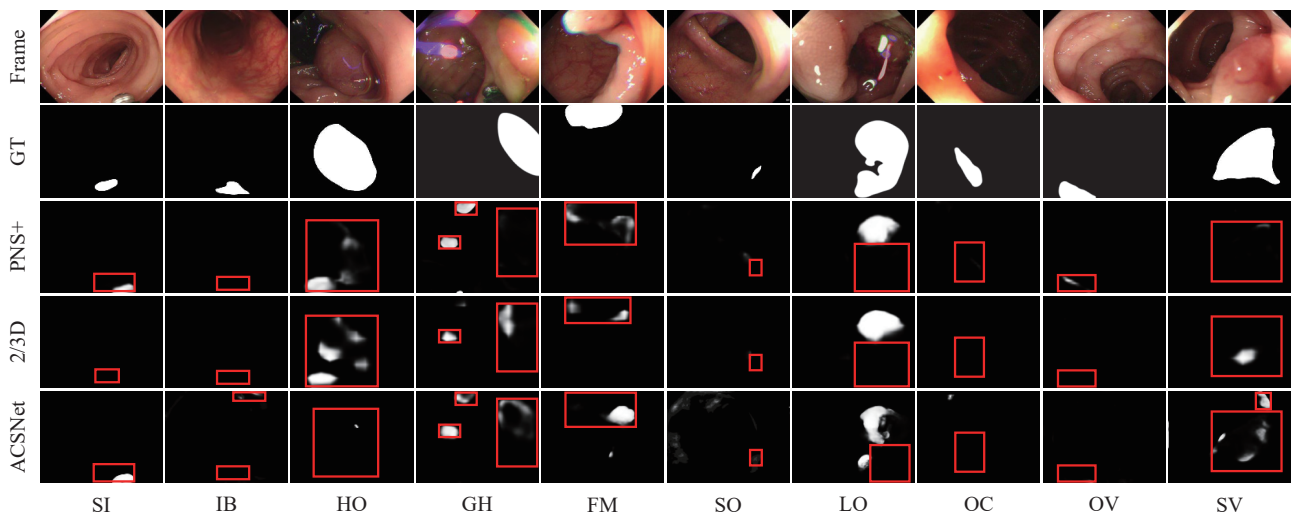 Frame
GT
PNS+
2/3D
ACSNet
SI IB HO GH FM SO LO OC OV SV